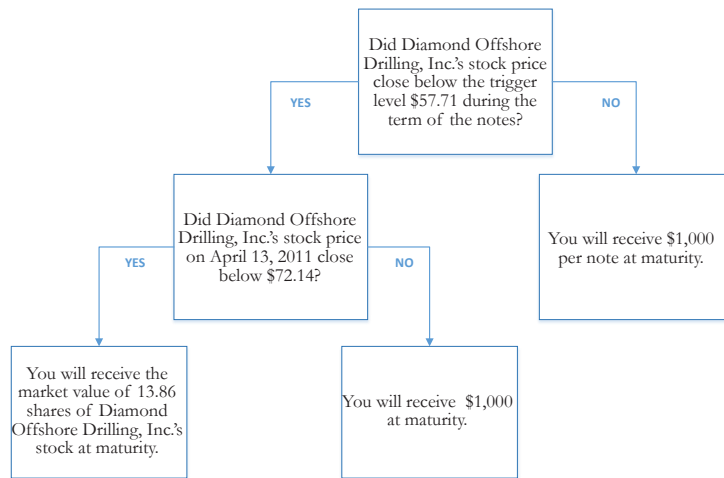 Did Diamond Offshore
Drilling, Inc.'s stock price
close below the trigger
level $57.71 during the
term of the notes?
YES
NO
Did Diamond Offshore
Drilling, Inc.'s stock price
on April 13, 2011 close
below $72.14?
You will receive $1,000
per note at maturity.
YES
NO
You will receive the
market value of 13.86
shares of Diamond
Offshore Drilling, Inc.'s
stock at maturity.
You will receive $1,000
at maturity.